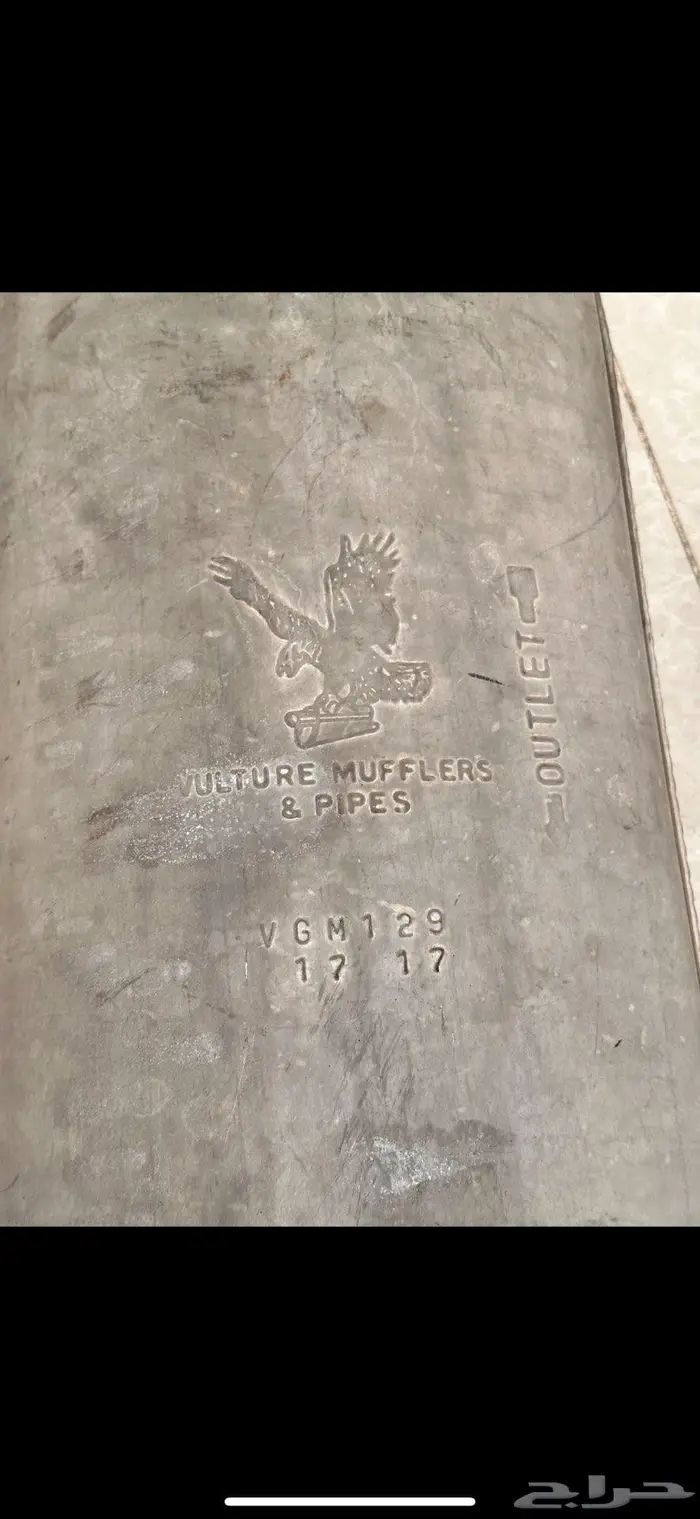 VULTURE MUFFLERS
& PIPES
OUTLET
VGM129
17 17
حراج